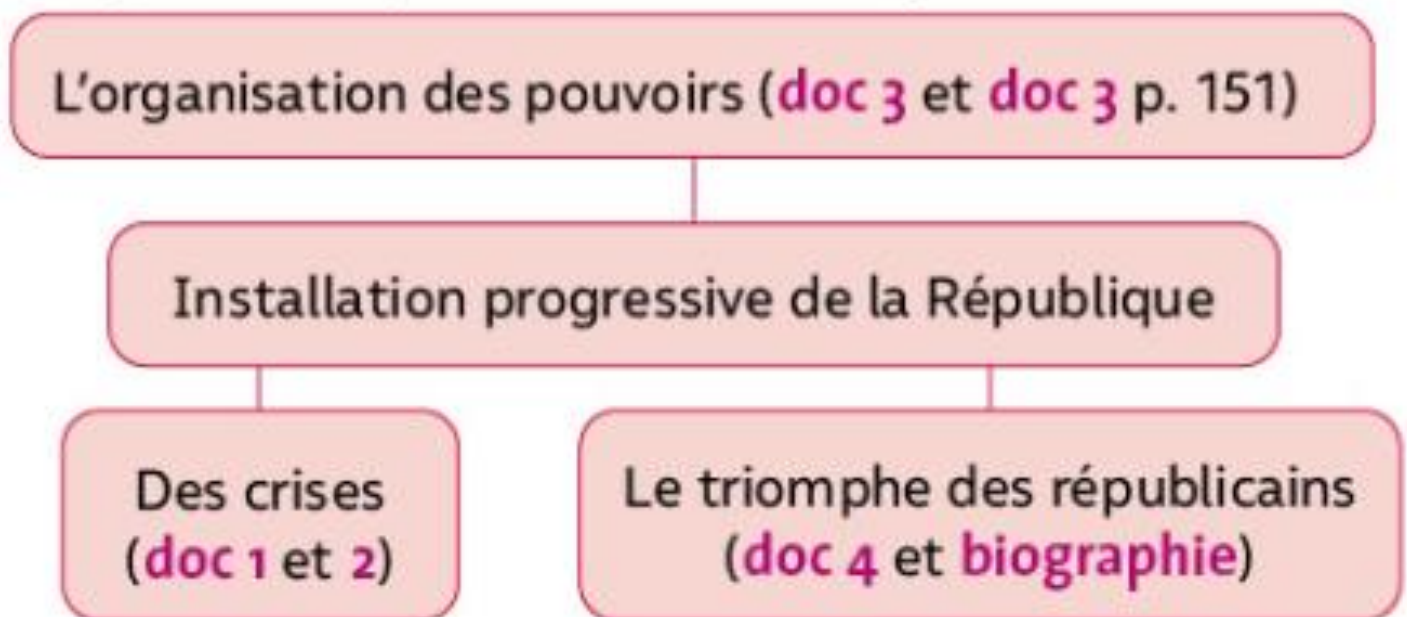 L'organisation des pouvoirs (doc 3 et doc 3 p. 151)
Installation progressive de la République
Des crises
(doc 1 et 2)
Le triomphe des républicains
(doc 4 et biographie)